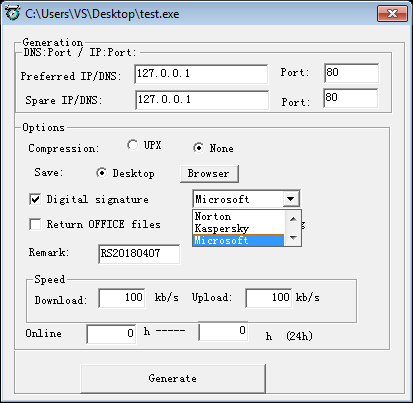 C:\Users\VS\Desktop\test.exe
Generation
DNS:Port / IP:Port:
Preferred IP/DNS: 127.0.0.1 Port: 80
Spare IP/DNS: 127.0.0.1 Port: 80
Options
Compression: UPX None
Save: Desktop Browser
Digital signature Microsoft
Norton
Return OFFICE files Kaspersky
Microsoft
Remark: RS20180407
Speed
Download: 100 kb/s Upload: 100 kb/s
Online 0 h ----- 0 h (24h)
Generate